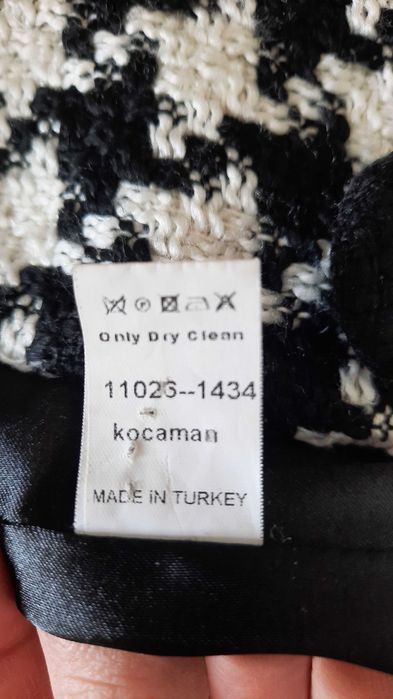 Only Dry Clean
11026--1434
kocaman
MADE IN TURKEY